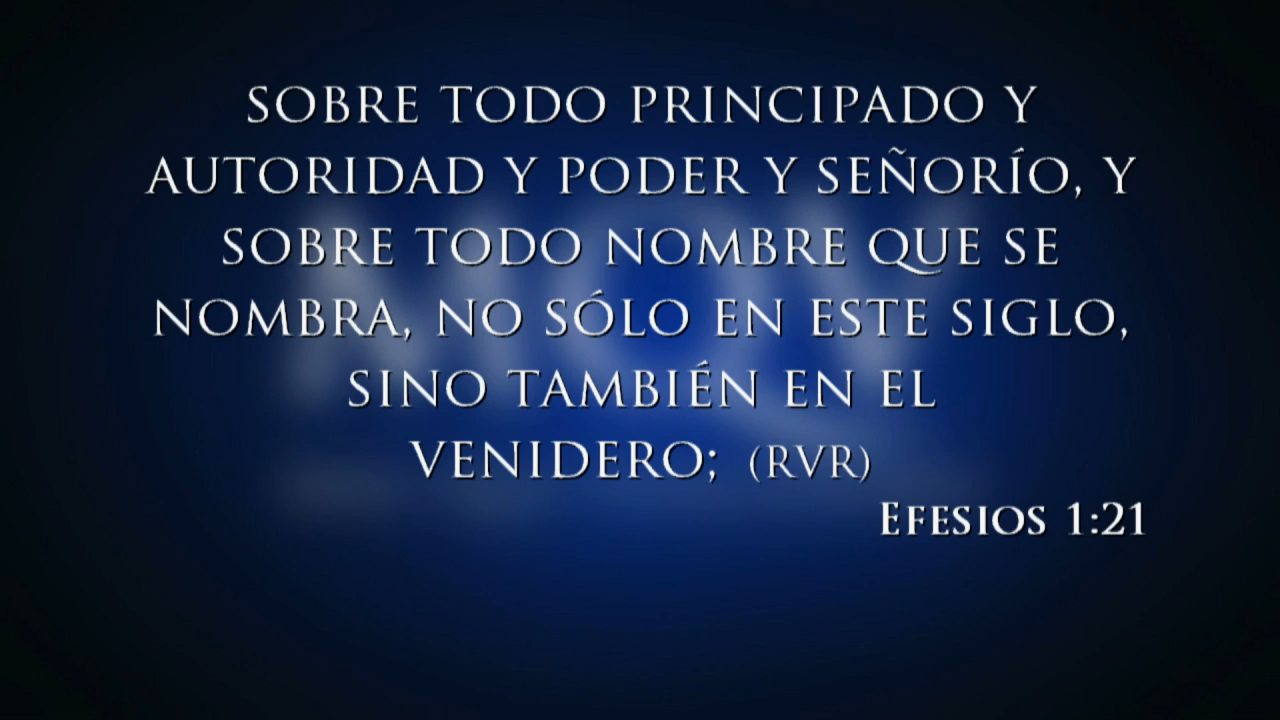 SOBRE TODO PRINCIPADO Y
AUTORIDAD Y PODER Y SEÑORÍO, Y
SOBRE TODO NOMBRE QUE SE
NOMBRA, NO SÓLO EN ESTE SIGLO,
SINO TAMBIÉN EN EL
VENIDERO; (RVR)
EFESIOS 1:21